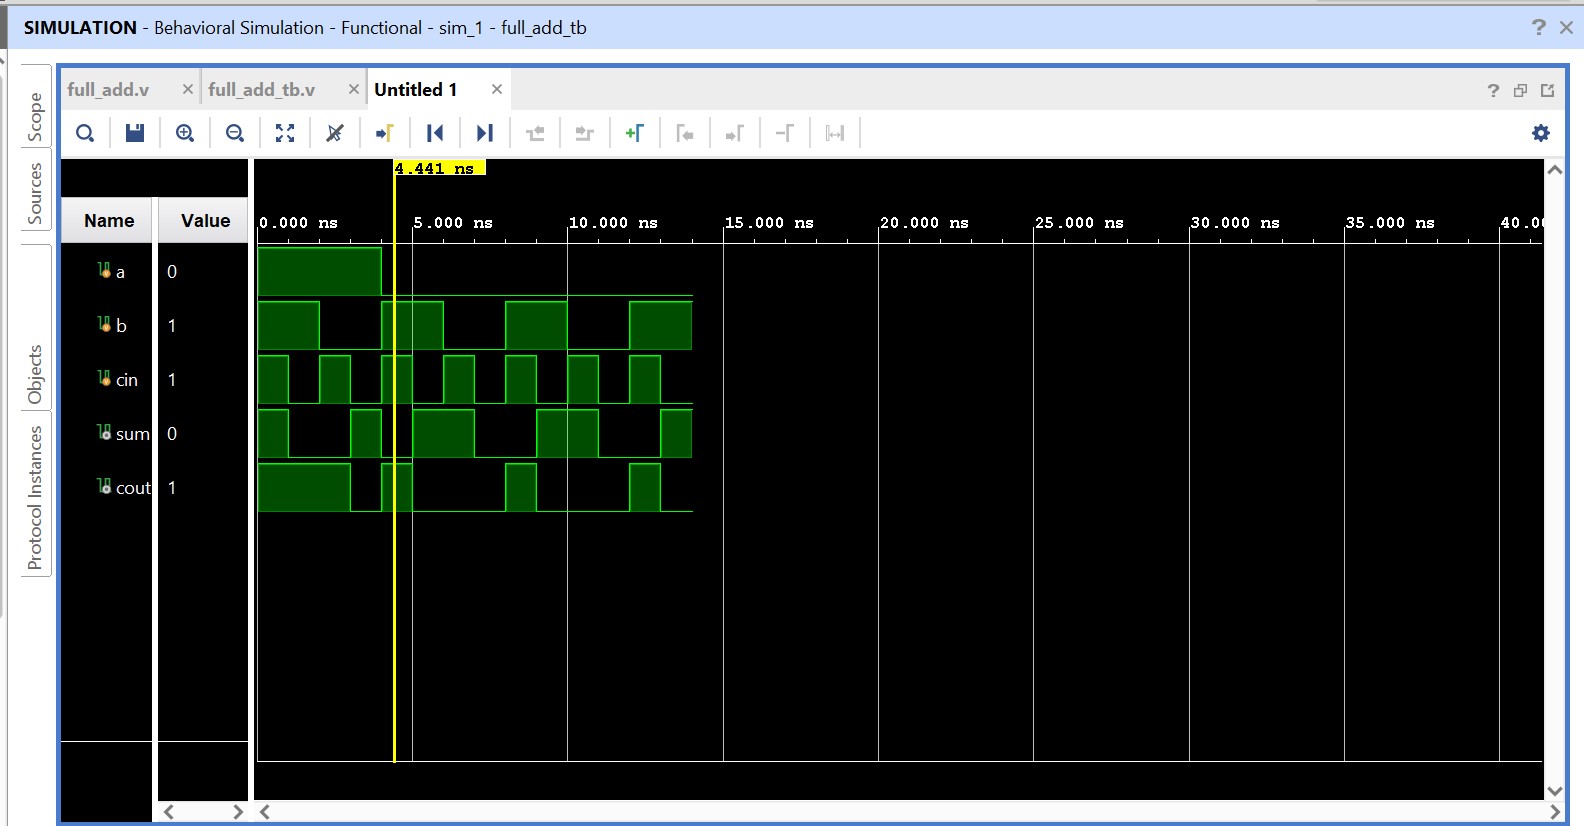 SIMULATION - Behavioral Simulation - Functional - sim_1 - full_add_tb ? ×
Scope
Sources
Objects
Protocol Instances
full_add.v × full_add_tb.v × Untitled 1 × ?
4.441 ns
Name Value 0.000 ns 5.000 ns 10.000 ns 15.000 ns 20.000 ns 25.000 ns 30.000 ns 35.000 ns 40.0
a 0
b 1
cin 1
sum 0
cout 1